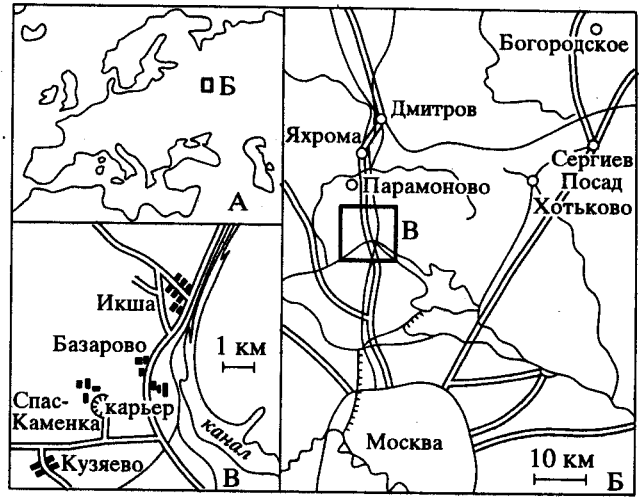 Б
А
Икша
Базарово
1 км
Спас-
Каменка
карьер
канал
Кузяево
В
Богородское
Дмитров
Яхрома
Сергиев
Посад
Парамоново
Хотьково
В
Москва
10 км
Б